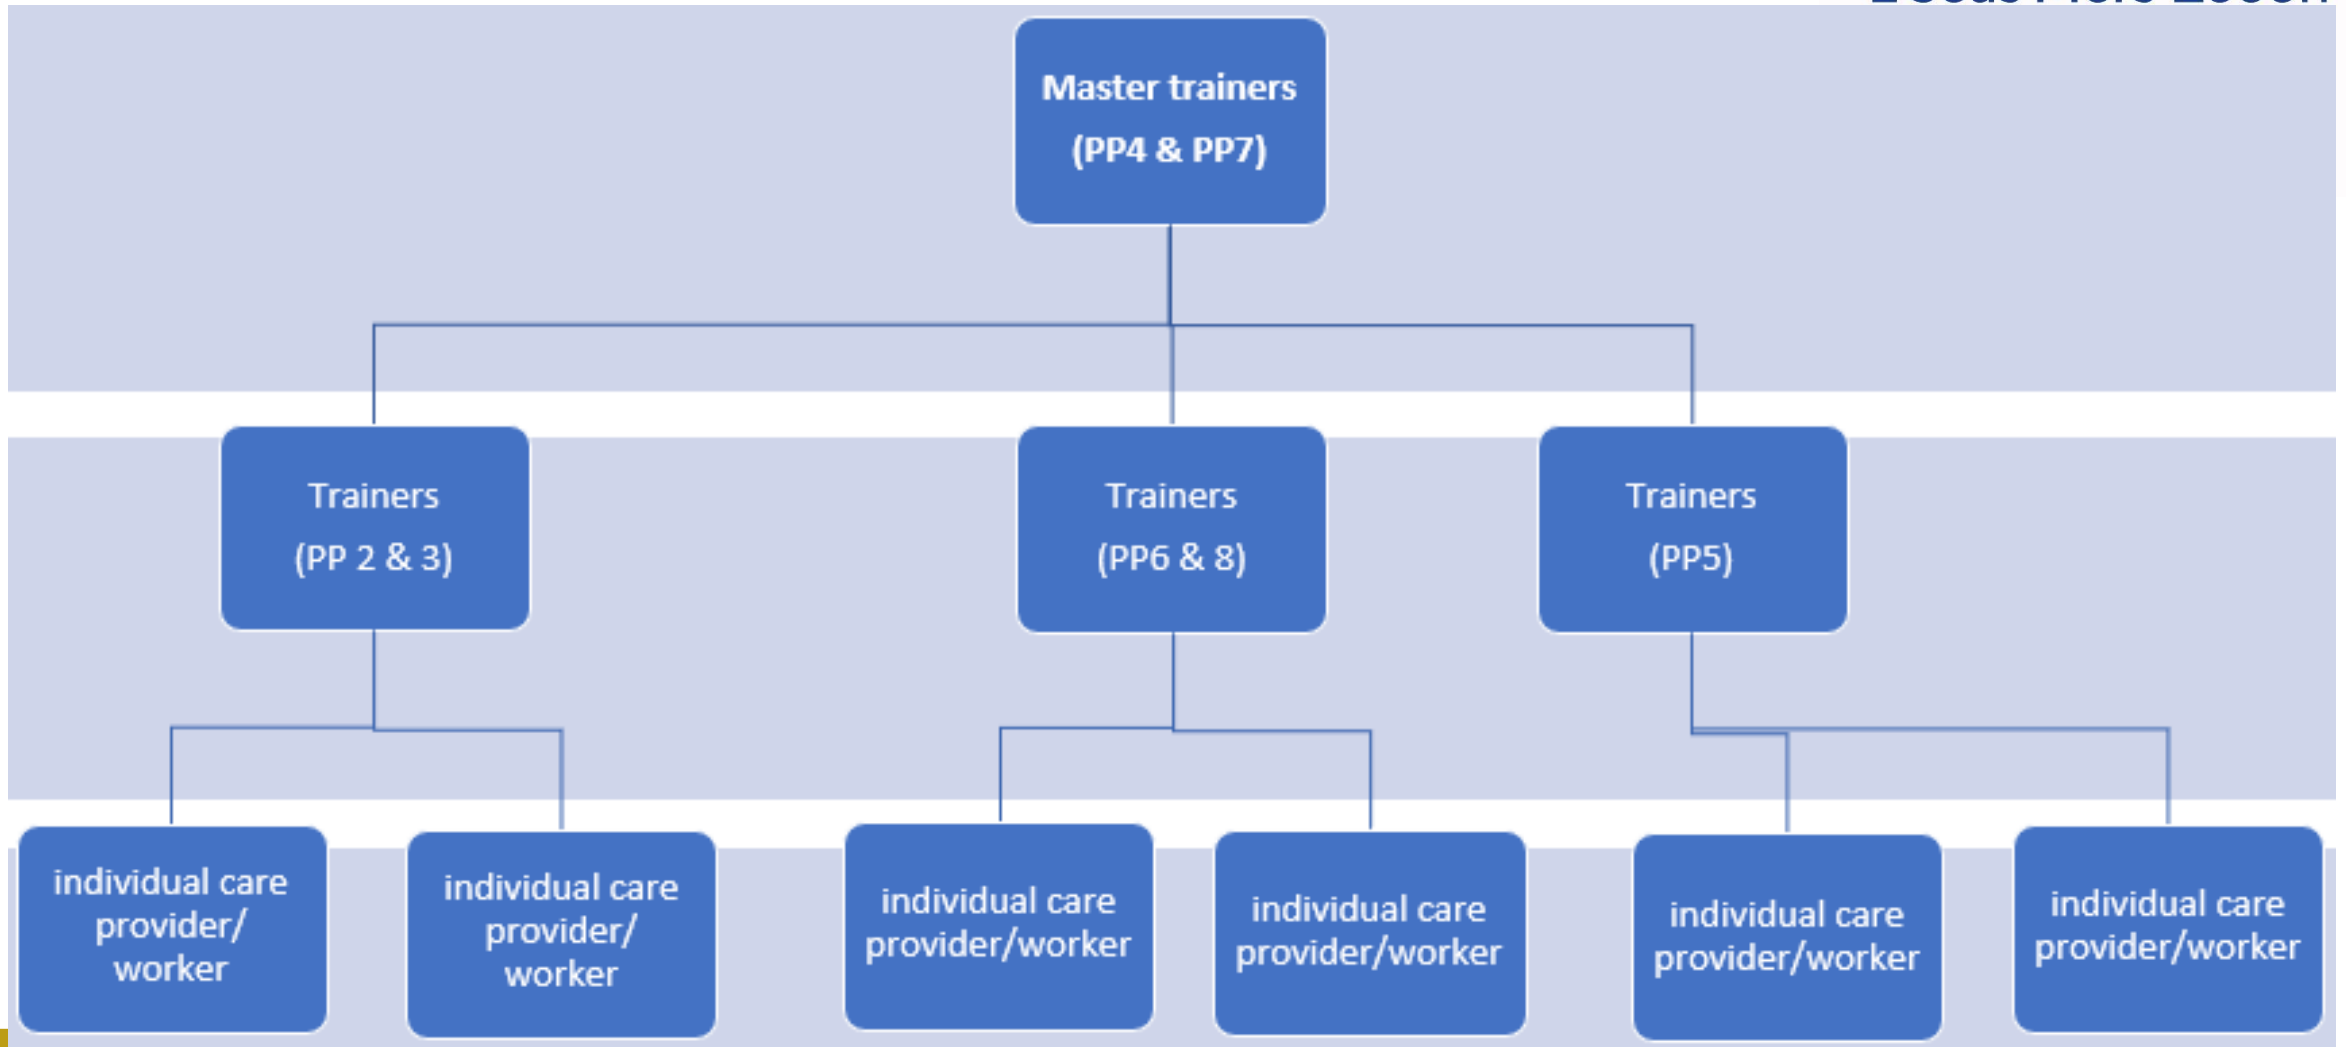 Master trainers
(PP4 & PP7)
Trainers
(PP 2 & 3)
Trainers
(PP6 & 8)
Trainers
(PP5)
individual care
provider/
worker
individual care
provider/
worker
individual care
provider/worker
individual care
provider/worker
individual care
provider/worker
individual care
provider/worker